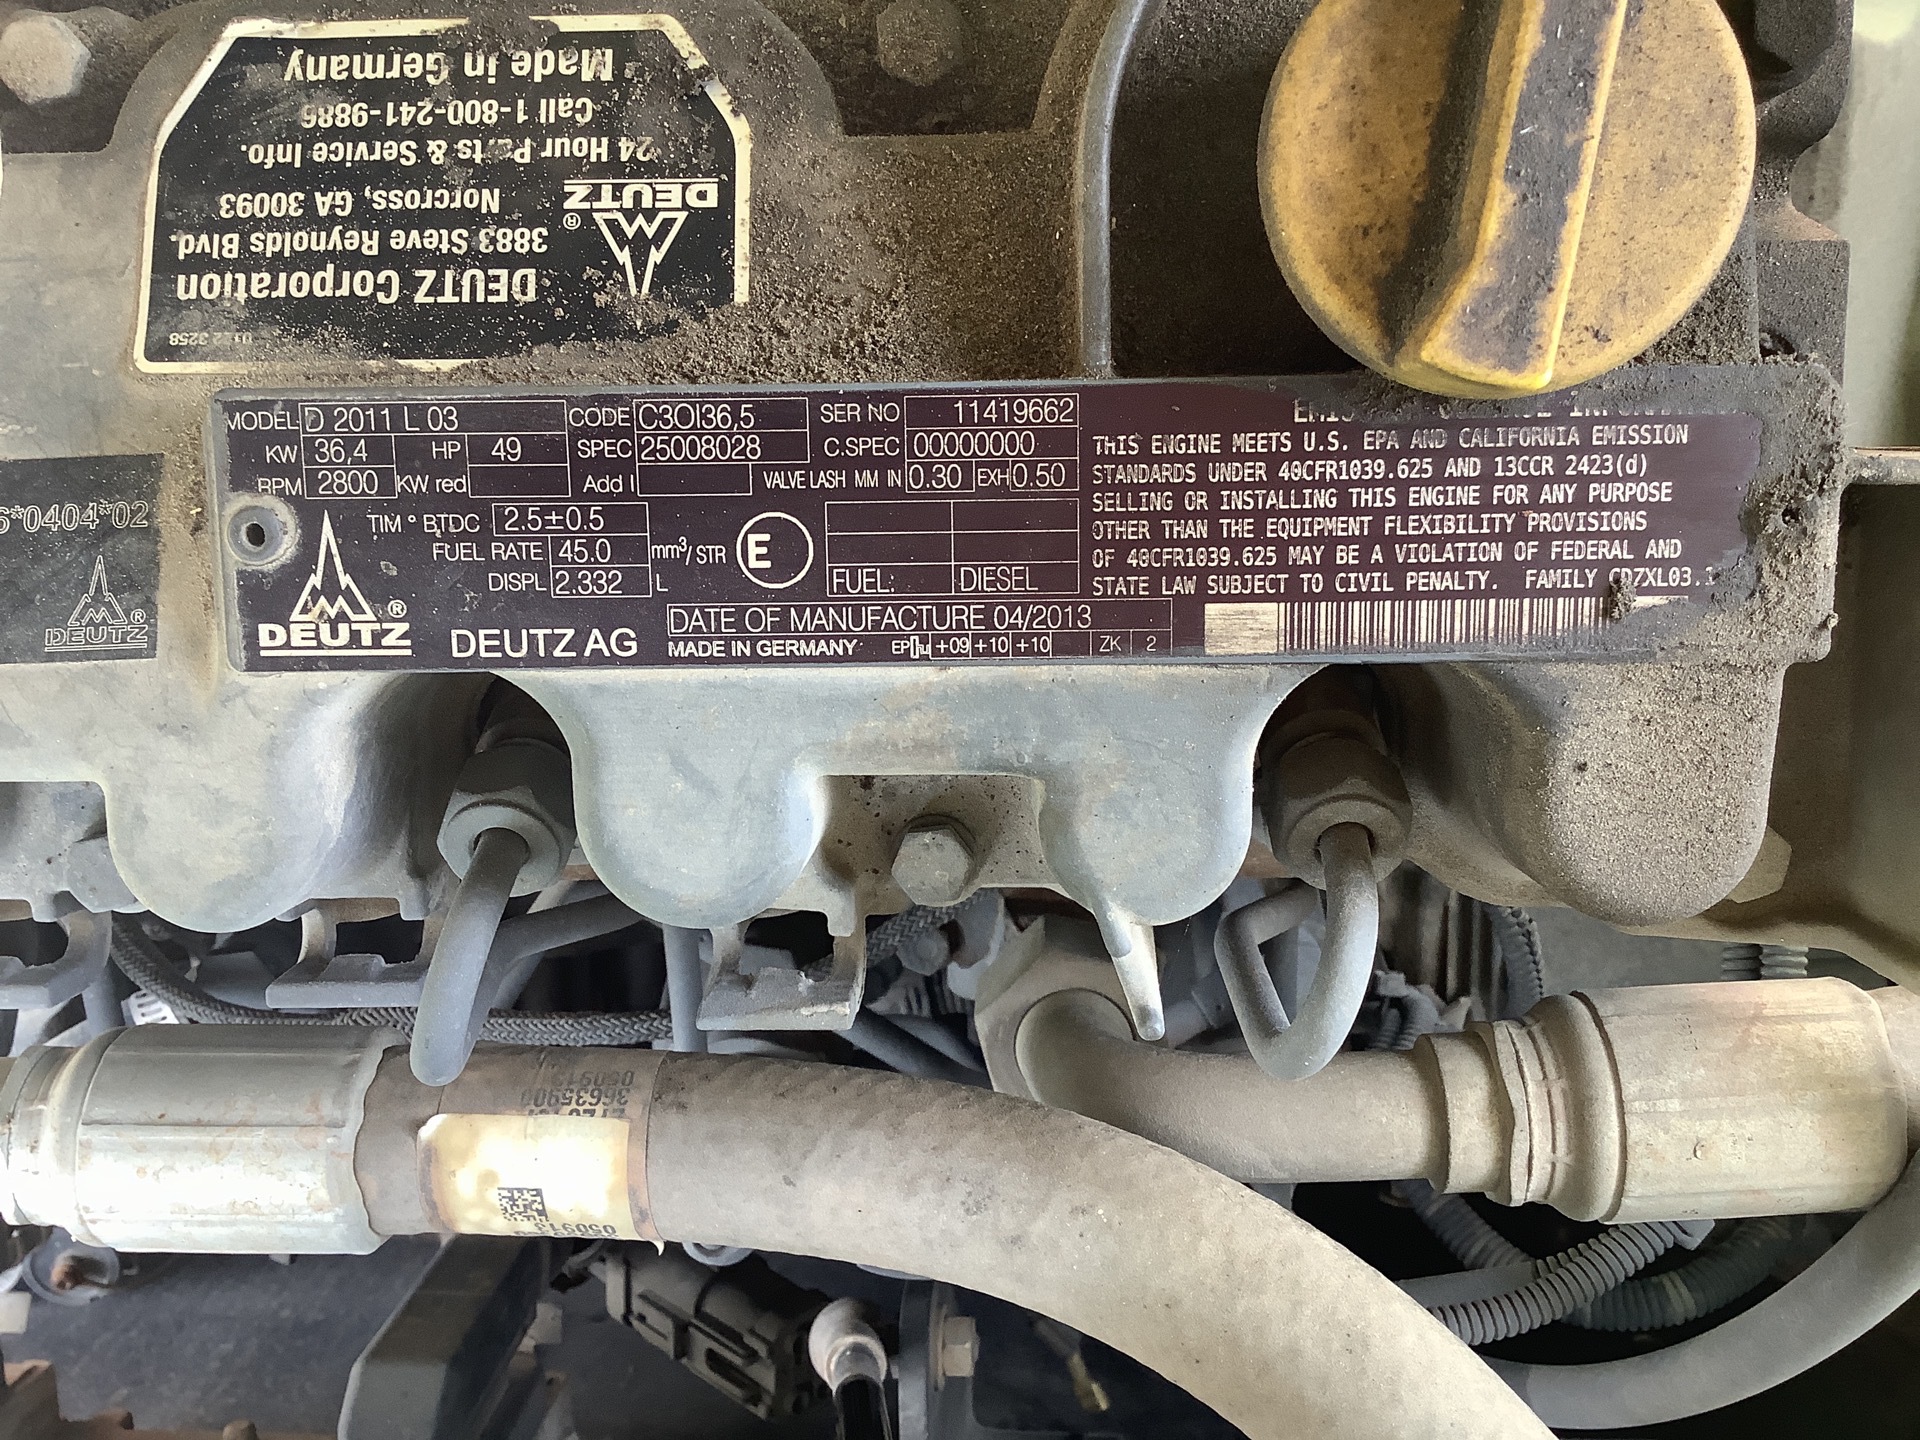 DEUTZ Corporation
3883 Steve Reynolds Blvd.
Norcross, GA 30093
24 Hour Parts & Service Info.
Call 1-800-241-9886
Made in Germany
DEUTZ ®
3258
MODEL D 2011 L 03 CODE C3OI36,5 SER NO 11419662
KW 36,4 HP 49 SPEC 25008028 C.SPEC 00000000
RPM 2800 KW red Add I VALVE LASH MM IN 0.30 EXH 0.50
TIM ° BTDC 2.5±0.5
FUEL RATE 45.0 mm³/STR
DISPL 2.332 L
E
FUEL: DIESEL
DEUTZ ®
DEUTZ AG
DATE OF MANUFACTURE 04/2013
MADE IN GERMANY +09 +10 +10 ZK 2
THIS ENGINE MEETS U.S. EPA AND CALIFORNIA EMISSION
STANDARDS UNDER 40CFR1039.625 AND 13CCR 2423(d)
SELLING OR INSTALLING THIS ENGINE FOR ANY PURPOSE
OTHER THAN THE EQUIPMENT FLEXIBILITY PROVISIONS
OF 40CFR1039.625 MAY BE A VIOLATION OF FEDERAL AND
STATE LAW SUBJECT TO CIVIL PENALTY. FAMILY CDZXL03.1
6*0404*02
DEUTZ ®
050913
36635900
050913